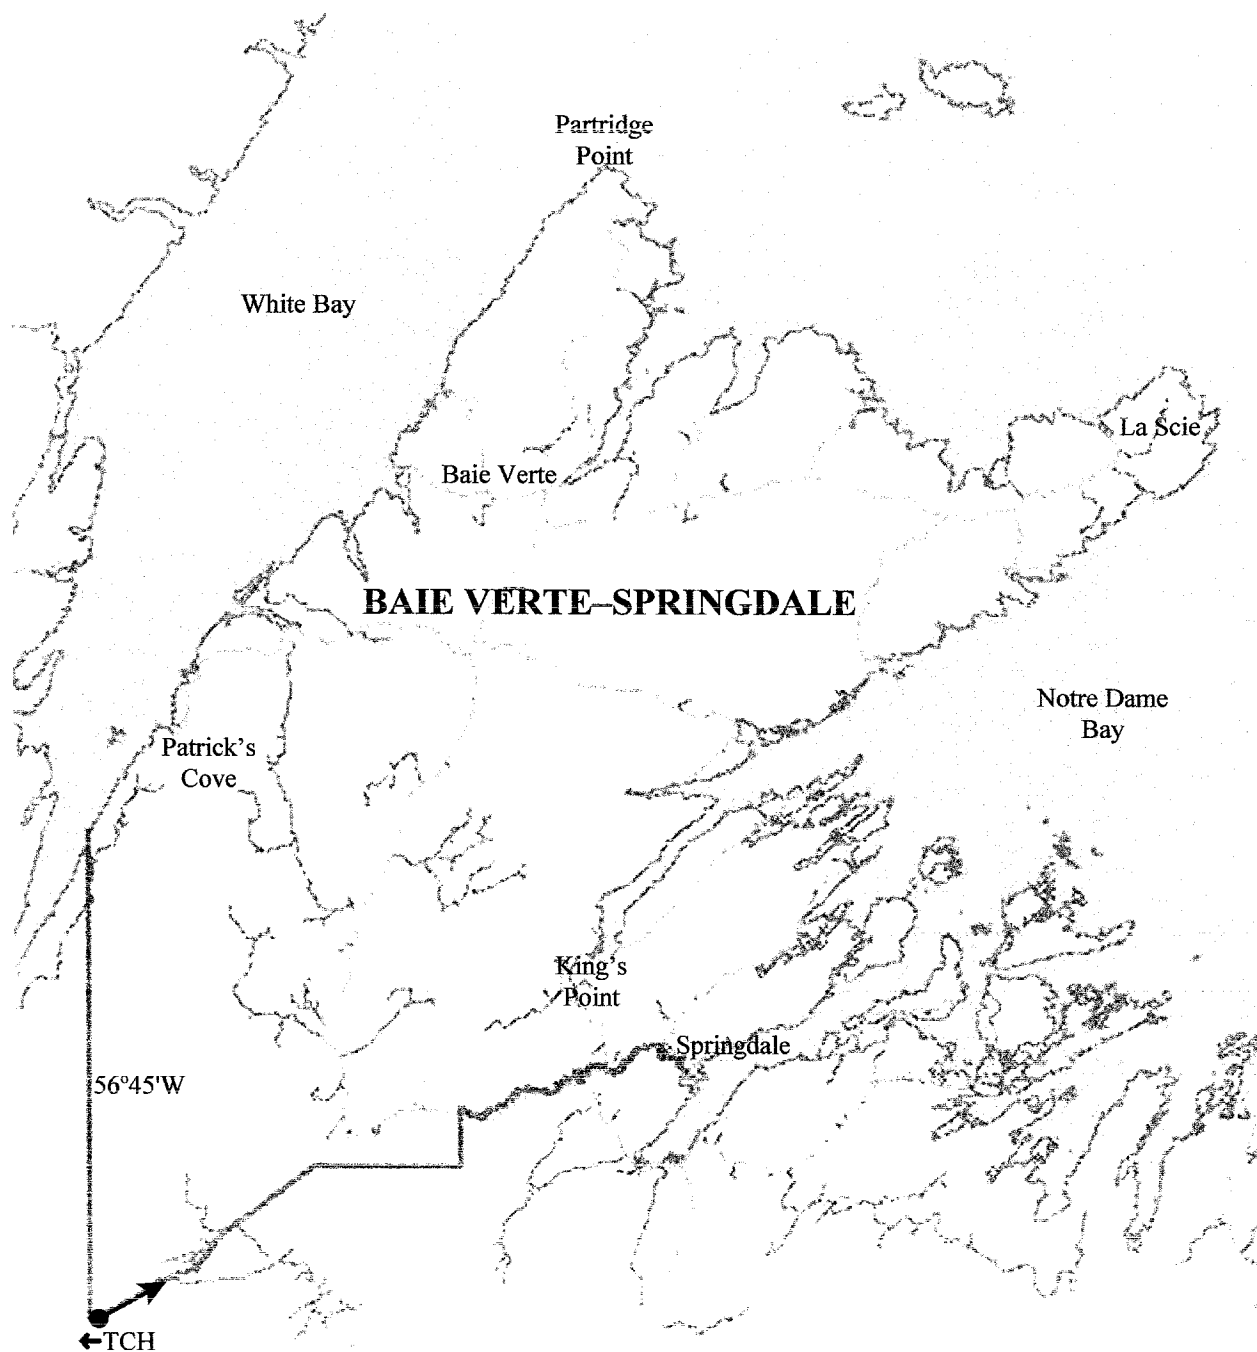 Partridge
Point
White Bay
La Scie
Baie Verte
BAIE VERTE–SPRINGDALE
Notre Dame
Bay
Patrick's
Cove
King's
Point
Springdale
56°45'W
←TCH